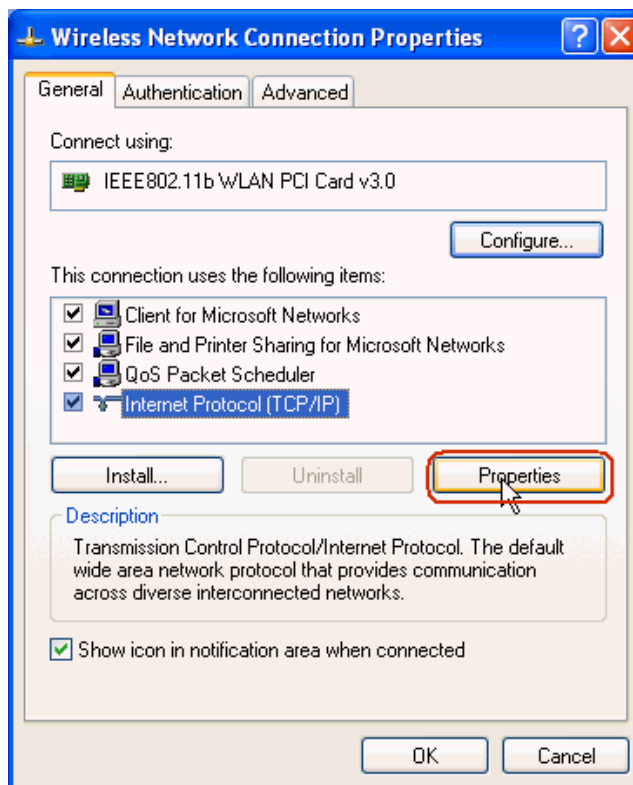 Wireless Network Connection Properties
General Authentication Advanced
Connect using:
IEEE802.11b WLAN PCI Card v3.0
Configure...
This connection uses the following items:
Client for Microsoft Networks
File and Printer Sharing for Microsoft Networks
QoS Packet Scheduler
Internet Protocol (TCP/IP)
Install... Uninstall Properties
Description
Transmission Control Protocol/Internet Protocol. The default
wide area network protocol that provides communication
across diverse interconnected networks.
Show icon in notification area when connected
OK Cancel